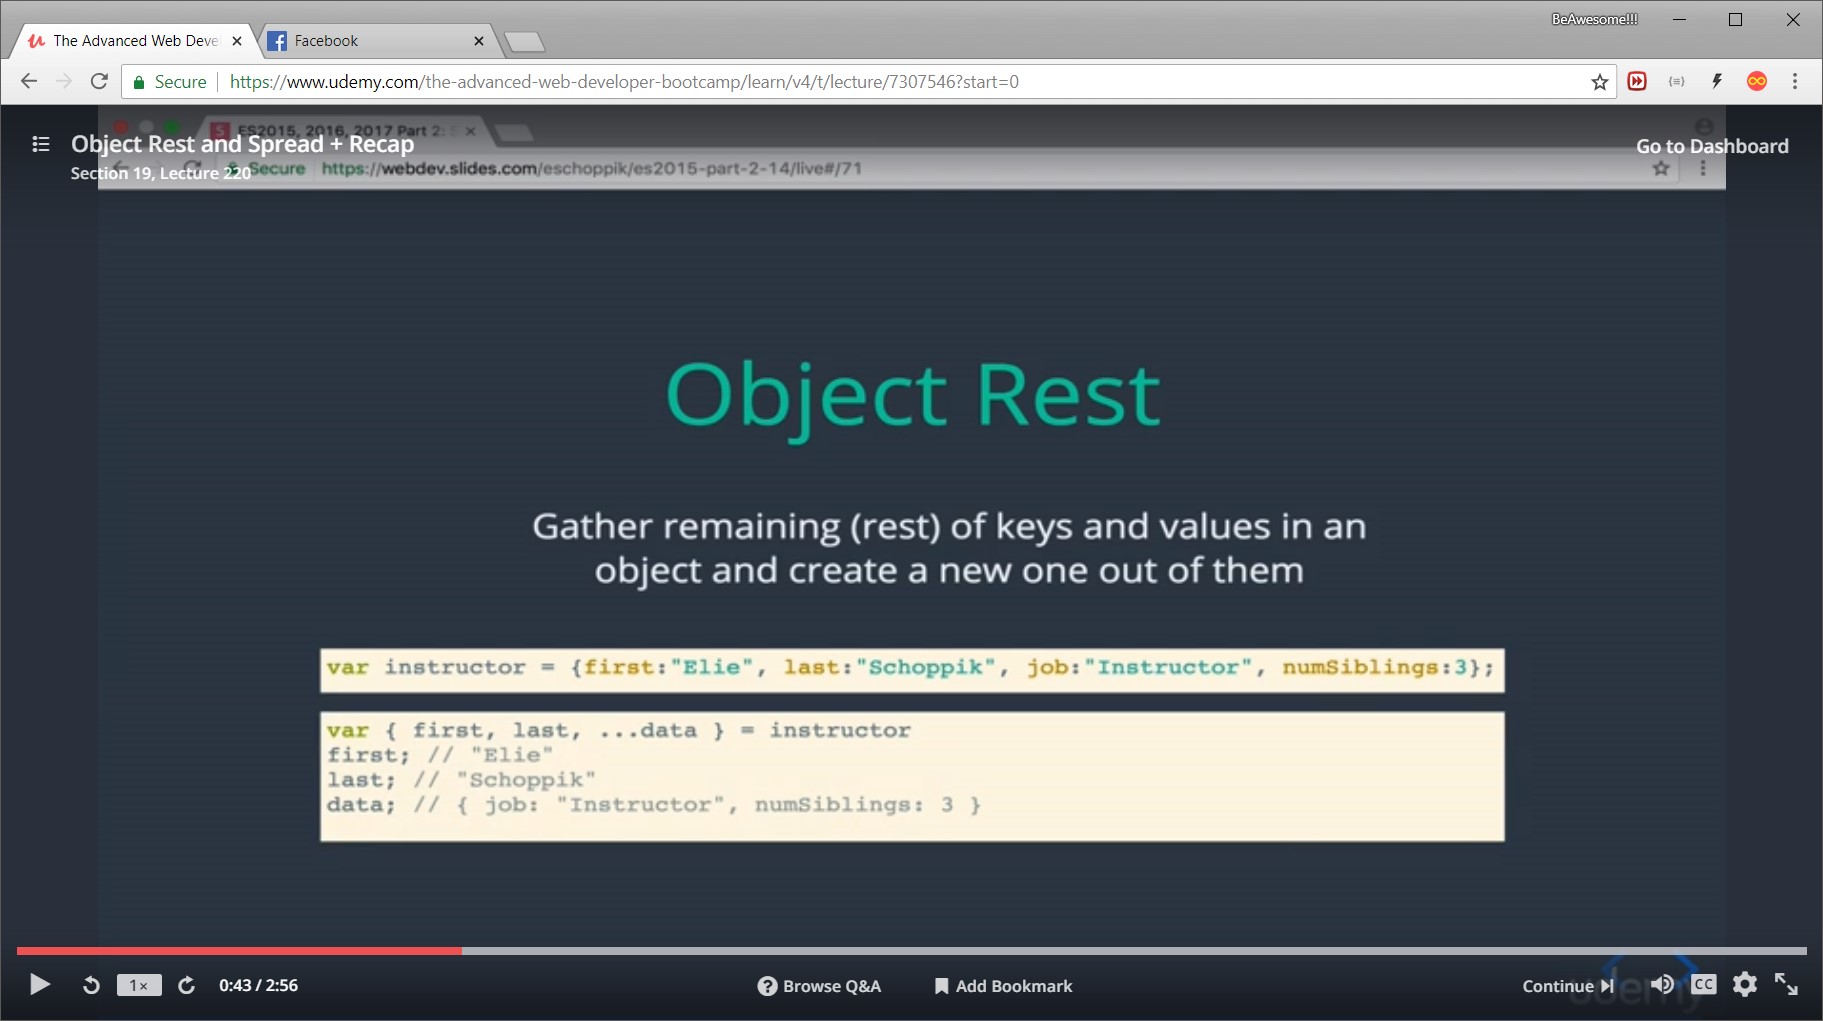 BeAwesome!!!
The Advanced Web Deve
Facebook
Secure https://www.udemy.com/the-advanced-web-developer-bootcamp/learn/v4/t/lecture/7307546?start=0
ES2015, 2016, 2017 Part 2: S
Object Rest and Spread + Recap
Go to Dashboard
Section 19, Lecture 220
Secure https://webdev.slides.com/eschoppik/es2015-part-2-14/live#/71
Object Rest
Gather remaining (rest) of keys and values in an
object and create a new one out of them
var instructor = {first:"Elie", last:"Schoppik", job:"Instructor", numSiblings:3};
var { first, last, ...data } = instructor
first; // "Elie"
last; // "Schoppik"
data; // { job: "Instructor", numSiblings: 3 }
1×
0:43 / 2:56
? Browse Q&A
Add Bookmark
Continue
CC
udemy